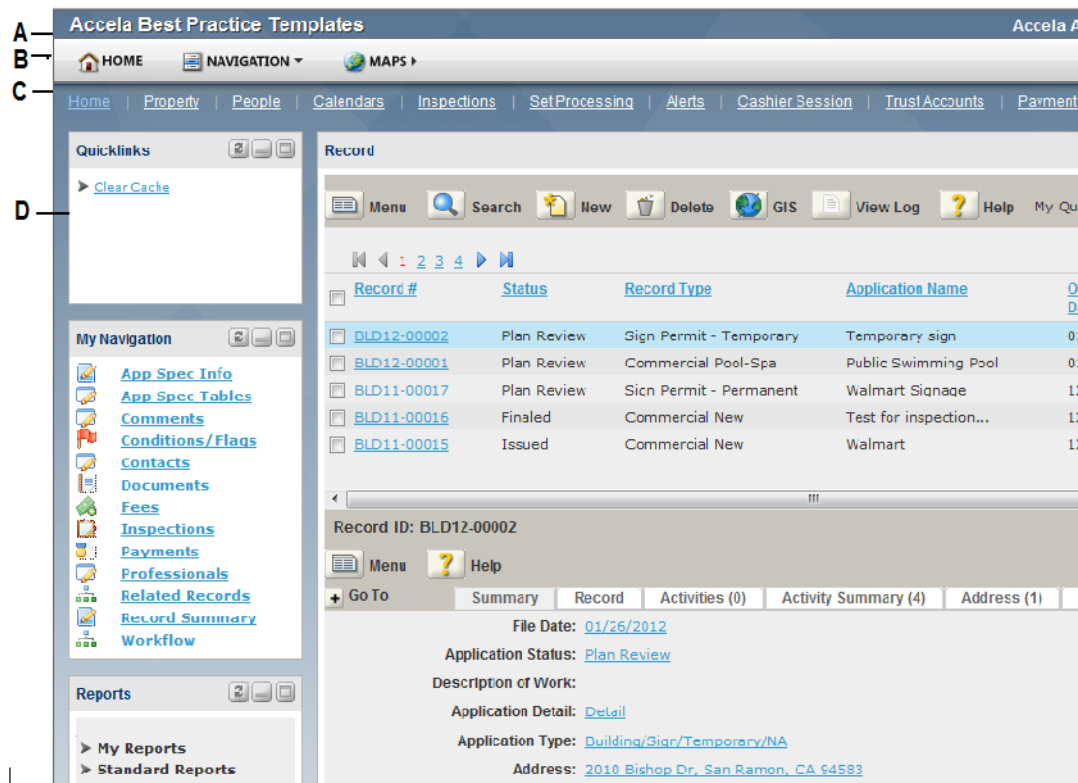 Accela Best Practice Templates Accela A
A
B
HOME NAVIGATION MAPS
C
Home | Property | People | Calendars | Inspections | Set Processing | Alerts | Cashier Session | Trust Accounts | Payment
Quicklinks
Clear Cache
D
My Navigation
App Spec Info
App Spec Tables
Comments
Conditions/Flags
Contacts
Documents
Fees
Inspections
Payments
Professionals
Related Records
Record Summary
Workflow
Reports
My Reports
Standard Reports
Record
Menu Search New Delete GIS View Log Help My Qu
1 2 3 4
Record # Status Record Type Application Name O
D
BLD12-00002 Plan Review Sign Permit - Temporary Temporary sign 01
BLD12-00001 Plan Review Commercial Pool-Spa Public Swimming Pool 01
BLD11-00017 Plan Review Sign Permit - Permanent Walmart Signage 12
BLD11-00016 Finaled Commercial New Test for inspection... 12
BLD11-00015 Issued Commercial New Walmart 12
Record ID: BLD12-00002
Menu Help
Go To Summary Record Activities (0) Activity Summary (4) Address (1)
File Date: 01/26/2012
Application Status: Plan Review
Description of Work:
Application Detail: Detail
Application Type: Building/Sign/Temporary/NA
Address: 2010 Bishop Dr, San Ramon, CA 94583